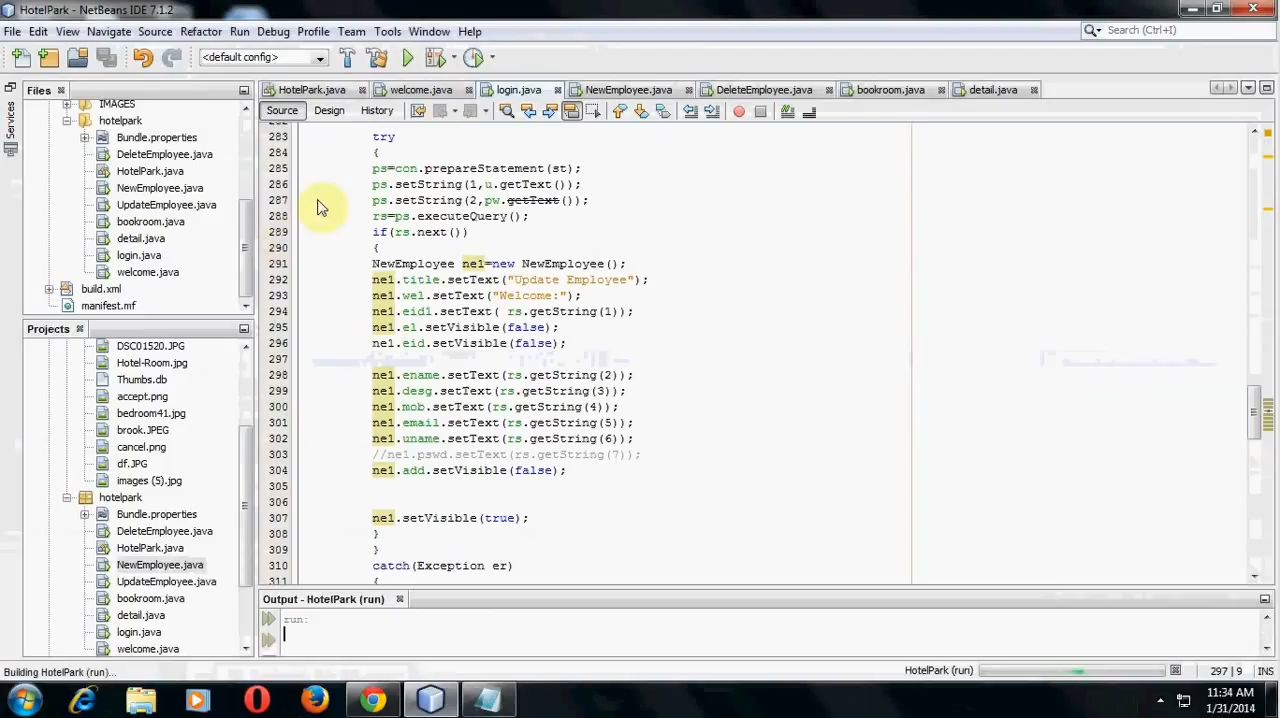 HotelPark - NetBeans IDE 7.1.2
File Edit View Navigate Source Refactor Run Debug Profile Team Tools Window Help
Search (Ctrl+I)
<default config>
Services
Files
IMAGES
hotelpark
Bundle.properties
DeleteEmployee.java
HotelPark.java
NewEmployee.java
UpdateEmployee.java
bookroom.java
detail.java
login.java
welcome.java
build.xml
manifest.mf
Projects
DSC01520.JPG
Hotel-Room.jpg
Thumbs.db
accept.png
bedroom41.jpg
brook.JPEG
cancel.png
df.JPG
images (5).jpg
hotelpark
Bundle.properties
DeleteEmployee.java
HotelPark.java
NewEmployee.java
UpdateEmployee.java
bookroom.java
detail.java
login.java
welcome.java
HotelPark.java welcome.java login.java NewEmployee.java DeleteEmployee.java bookroom.java detail.java
Source Design History
283 try
284 {
285 ps=con.prepareStatement(st);
286 ps.setString(1,u.getText());
287 ps.setString(2,pw.getText());
288 rs=ps.executeQuery();
289 if(rs.next())
290 {
291 NewEmployee ne1=new NewEmployee();
292 ne1.title.setText("Update Employee");
293 ne1.wel.setText("Welcome:");
294 ne1.eid1.setText( rs.getString(1));
295 ne1.el.setVisible(false);
296 ne1.eid.setVisible(false);
297
298 ne1.ename.setText(rs.getString(2));
299 ne1.desg.setText(rs.getString(3));
300 ne1.mob.setText(rs.getString(4));
301 ne1.email.setText(rs.getString(5));
302 ne1.uname.setText(rs.getString(6));
303 //ne1.pswd.setText(rs.getString(7));
304 ne1.add.setVisible(false);
305
306
307 ne1.setVisible(true);
308 }
309 }
310 catch(Exception er)
311 {
Output - HotelPark (run)
run:
Building HotelPark (run)...
HotelPark (run)
297 | 9 INS
11:34 AM
1/31/2014